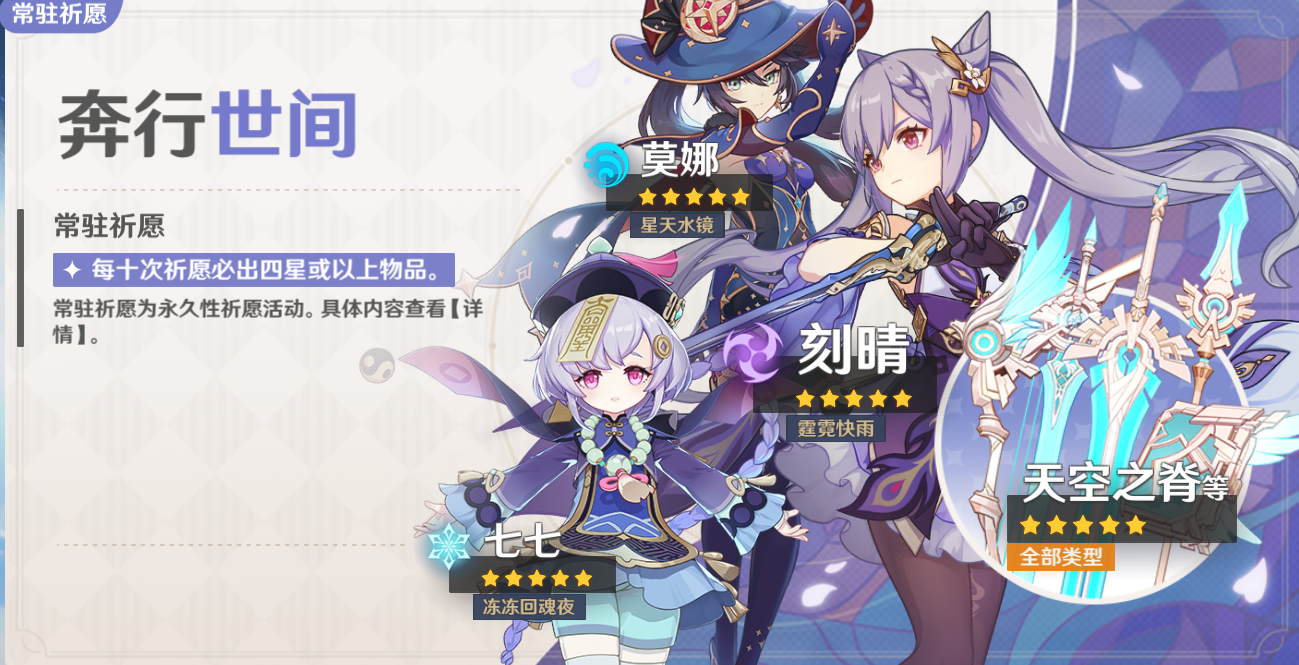 常驻祈愿
奔行世间
常驻祈愿
每十次祈愿必出四星或以上物品。
常驻祈愿为永久性祈愿活动。具体内容查看【详
情】。
莫娜
星天水镜
刻晴
霆霓快雨
七七
冻冻回魂夜
天空之脊等
全部类型